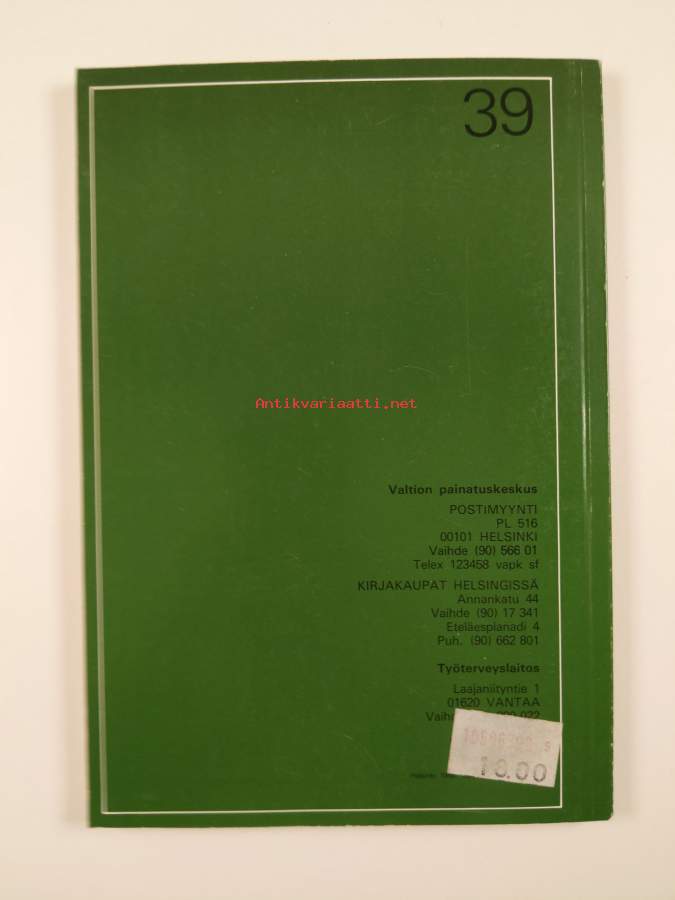 39
Antikvariaatti.net
Valtion painatuskeskus
POSTIMYYNTI
PL 516
00101 HELSINKI
Vaihde (90) 566 01
Telex 123458 vapk sf
KIRJAKAUPAT HELSINGISSÄ
Annankatu 44
Vaihde (90) 17 341
Eteläesplanadi 4
Puh. (90) 662 801
Työterveyslaitos
Laajaniityntie 1
01620 VANTAA
10.00